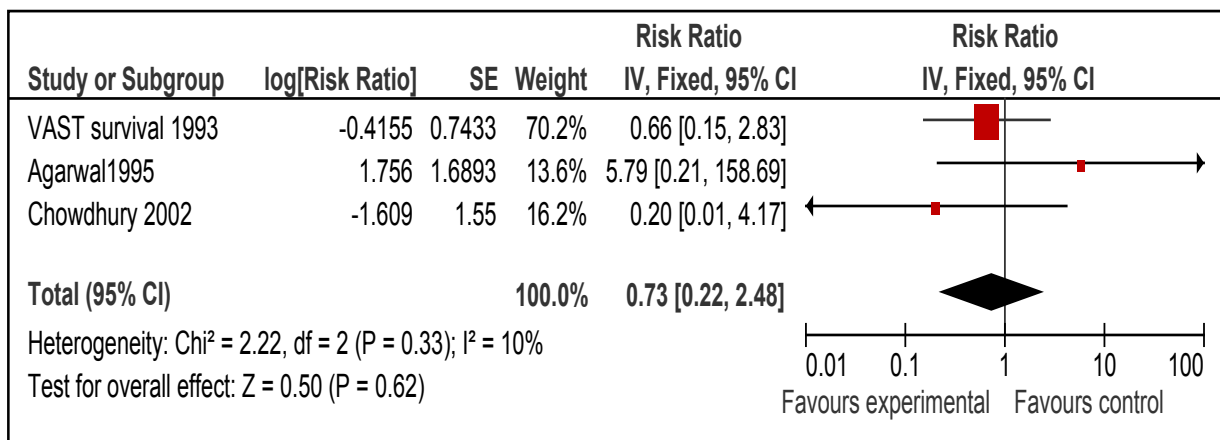 Risk Ratio Risk Ratio
Study or Subgroup log[Risk Ratio] SE Weight IV, Fixed, 95% CI IV, Fixed, 95% CI
VAST survival 1993 -0.4155 0.7433 70.2% 0.66 [0.15, 2.83]
Agarwal1995 1.756 1.6893 13.6% 5.79 [0.21, 158.69]
Chowdhury 2002 -1.609 1.55 16.2% 0.20 [0.01, 4.17]
Total (95% CI) 100.0% 0.73 [0.22, 2.48]
Heterogeneity: Chi² = 2.22, df = 2 (P = 0.33); I² = 10%
Test for overall effect: Z = 0.50 (P = 0.62)
0.01 0.1 1 10 100
Favours experimental Favours control